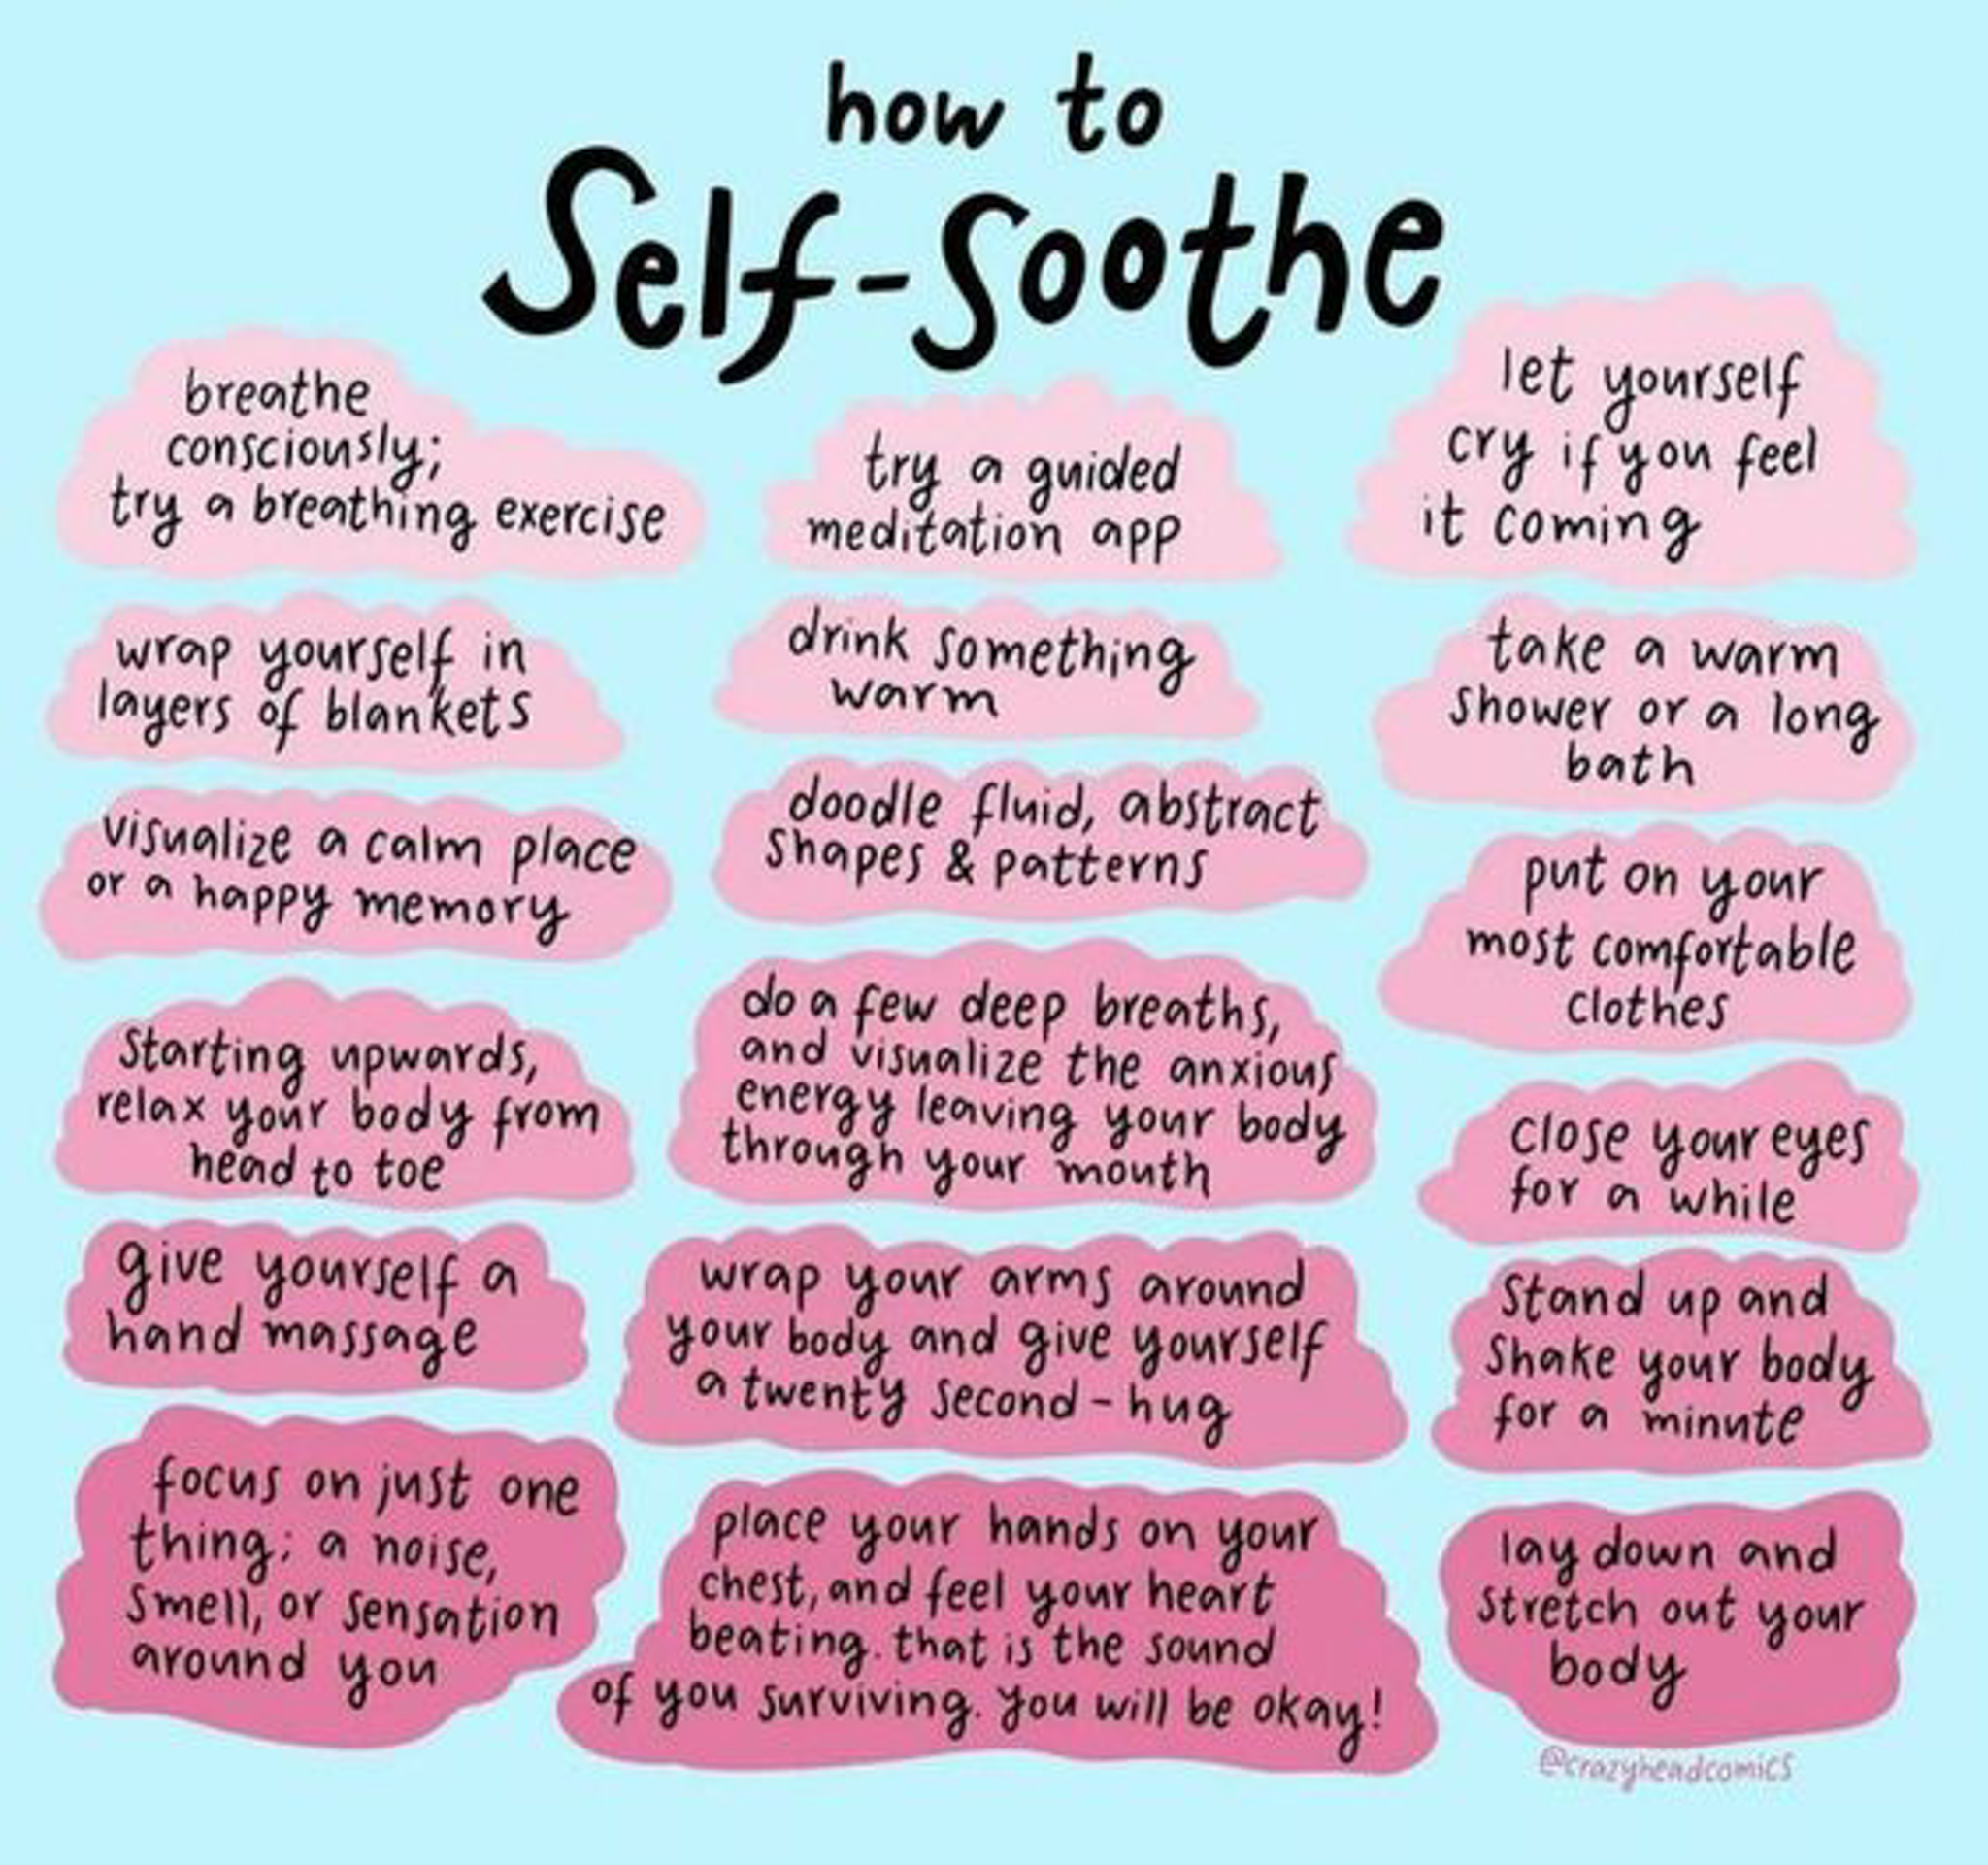 how to
Self-Soothe
breathe
consciously;
try a breathing exercise
try a guided
meditation app
let yourself
cry if you feel
it coming
wrap yourself in
layers of blankets
drink something
warm
take a warm
shower or a long
bath
visualize a calm place
or a happy memory
doodle fluid, abstract
shapes & patterns
put on your
most comfortable
clothes
starting upwards,
relax your body from
head to toe
do a few deep breaths,
and visualize the anxious
energy leaving your body
through your mouth
close your eyes
for a while
give yourself a
hand massage
wrap your arms around
your body and give yourself
a twenty second-hug
stand up and
shake your body
for a minute
focus on just one
thing; a noise,
smell, or sensation
around you
place your hands on your
chest, and feel your heart
beating. that is the sound
of you surviving. you will be okay!
lay down and
stretch out your
body
@crazyheadcomics